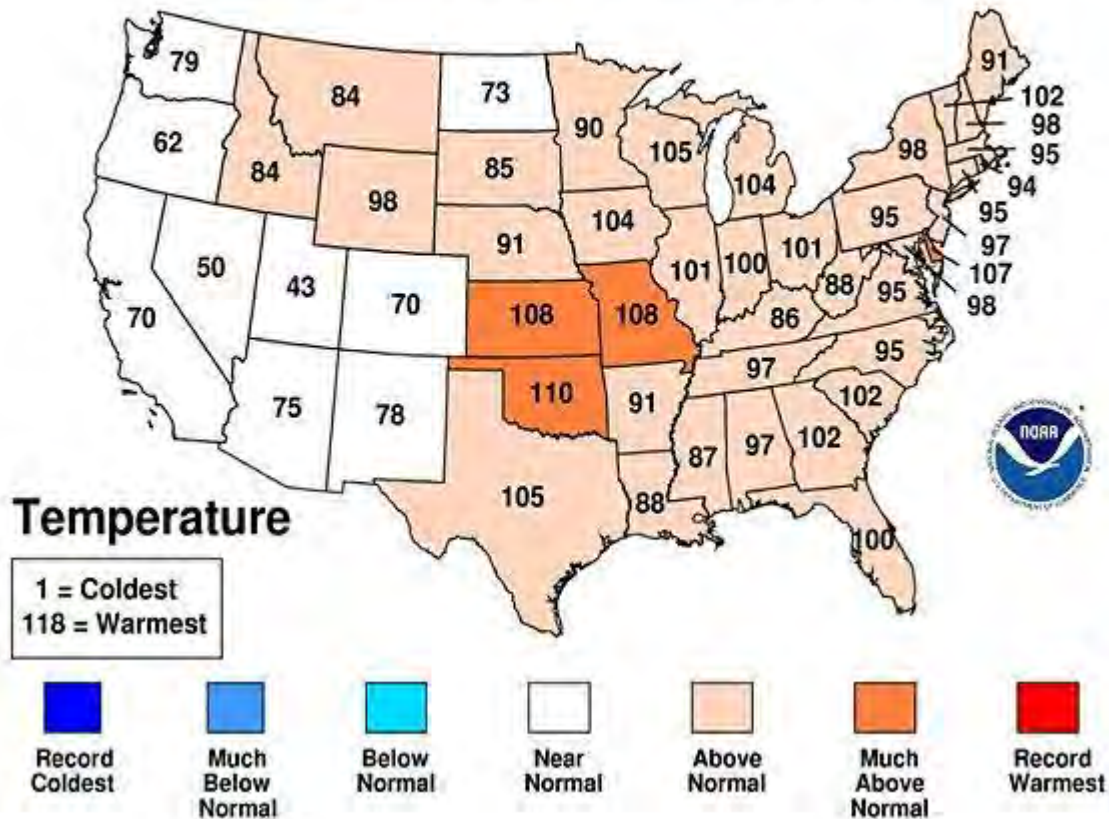 79
84
73
90
91
102
98
95
94
95
97
107
98
62
84
98
85
105
104
98
95
91
104
101
100
101
88
95
50
43
70
70
108
108
86
95
97
75
78
110
91
102
87
97
102
105
88
100
NOAA
Temperature
1 = Coldest
118 = Warmest
Record
Coldest
Much
Below
Normal
Below
Normal
Near
Normal
Above
Normal
Much
Above
Normal
Record
Warmest